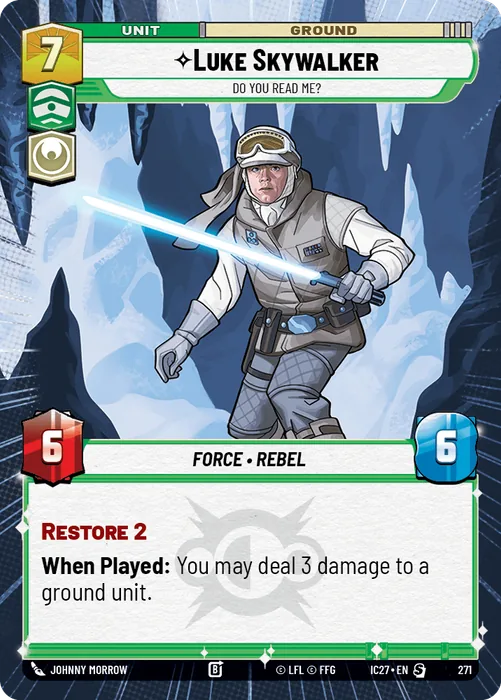 UNIT
GROUND
7
✧LUKE SKYWALKER
DO YOU READ ME?
6
FORCE • REBEL
6
RESTORE 2
When Played: You may deal 3 damage to a
ground unit.
JOHNNY MORROW
B
© LFL © FFG
IC27 • EN
S
271